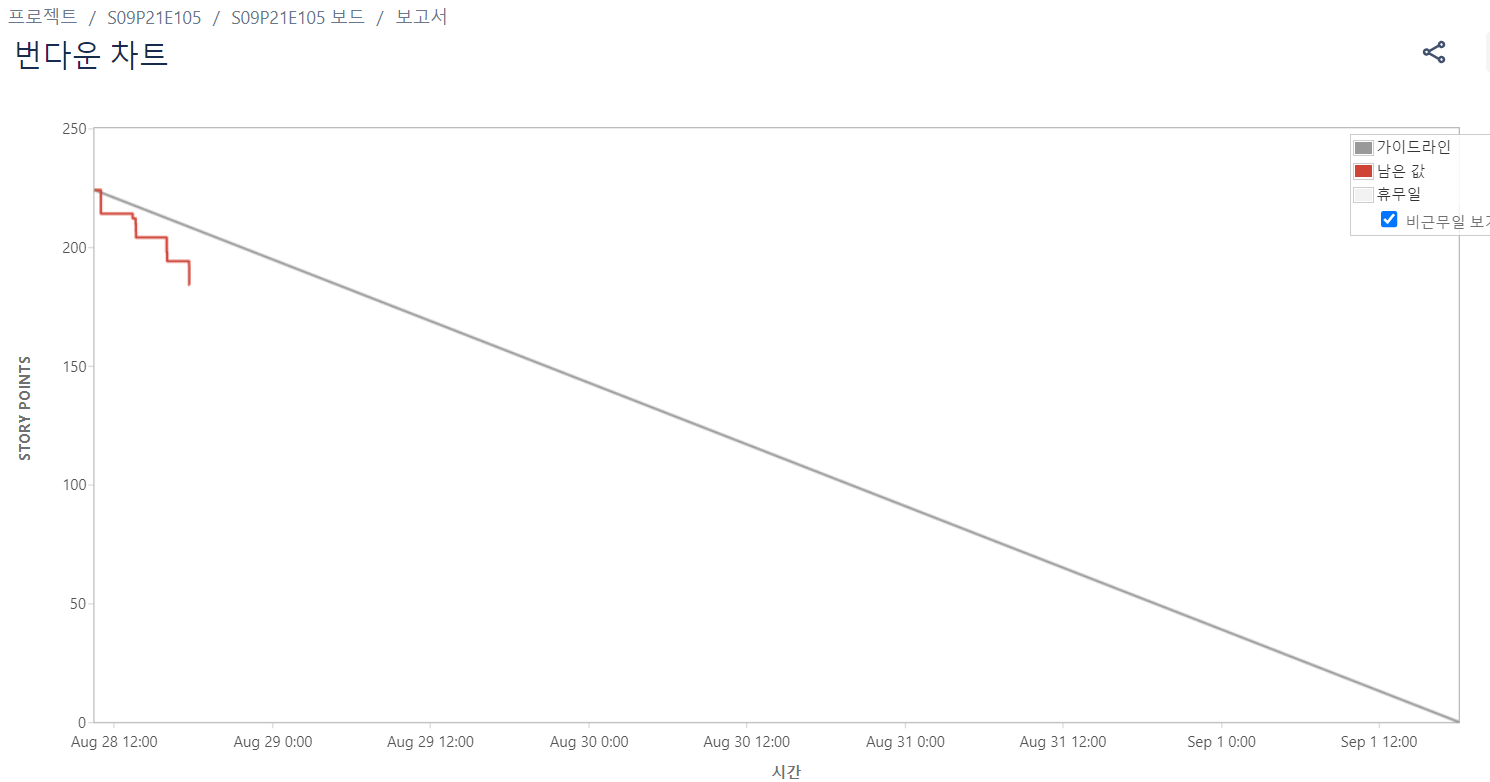 프로젝트 / S09P21E105 / S09P21E105 보드 / 보고서
번다운 차트
250
200
150
100
50
0
STORY POINTS
가이드라인
남은 값
휴무일
비근무일 보
Aug 28 12:00 Aug 29 0:00 Aug 29 12:00 Aug 30 0:00 Aug 30 12:00 Aug 31 0:00 Aug 31 12:00 Sep 1 0:00 Sep 1 12:00
시간